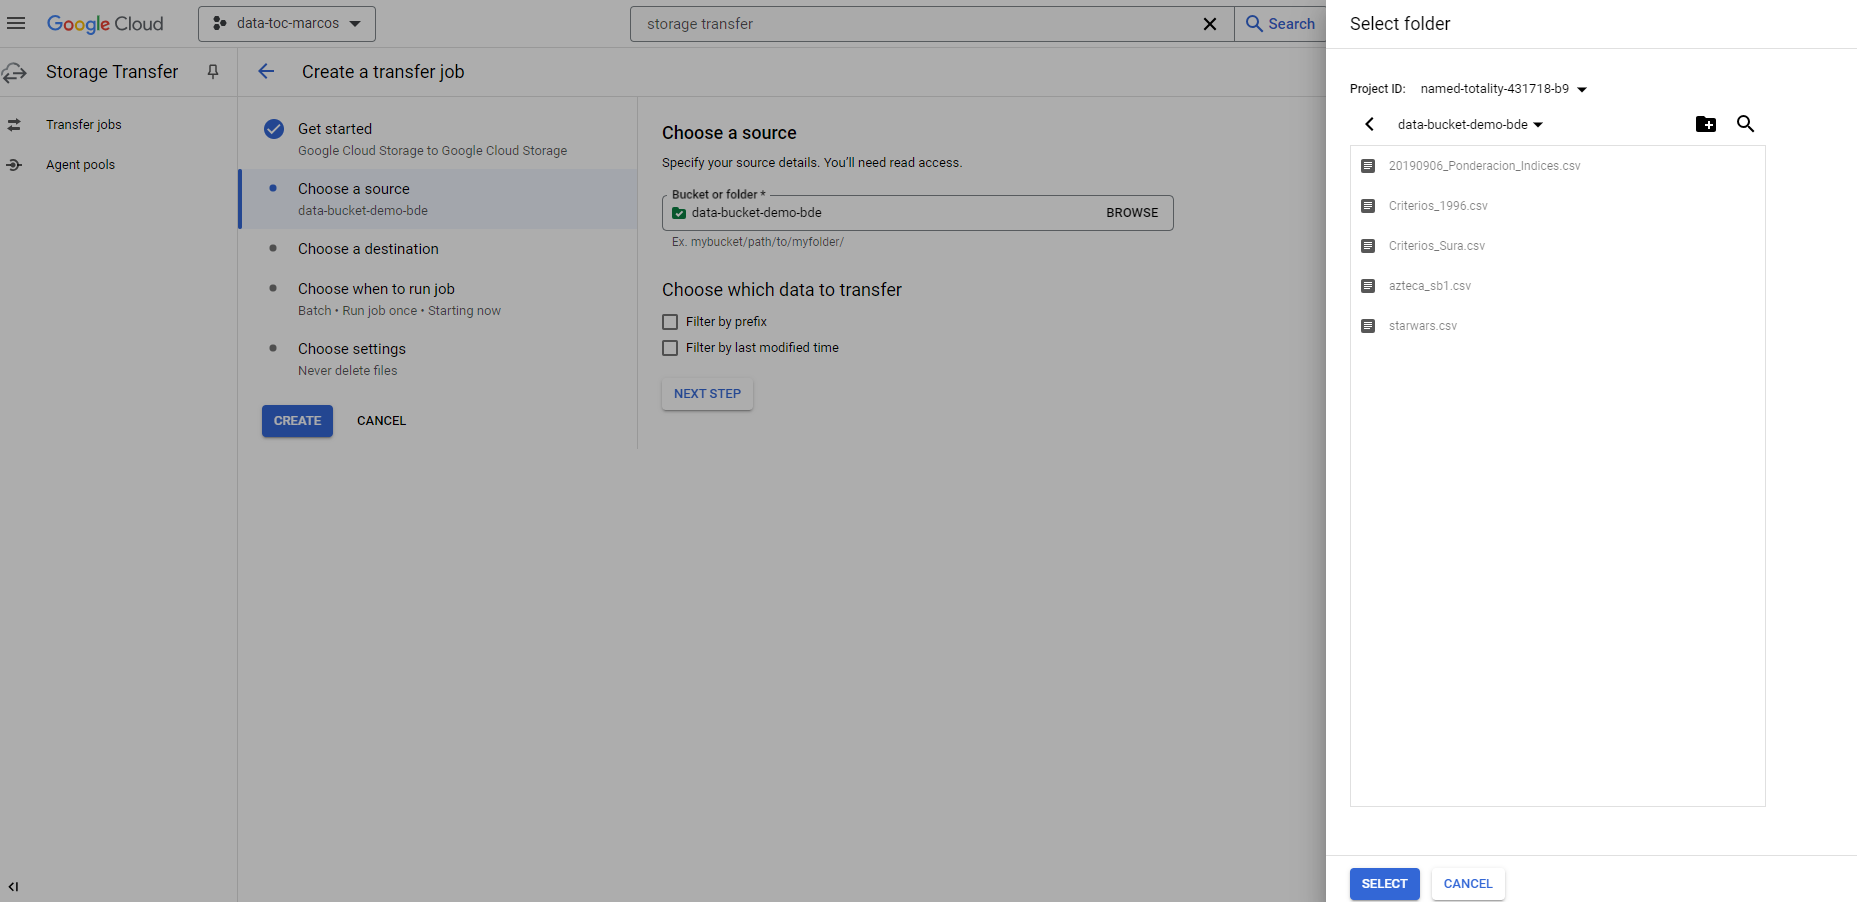 Google Cloud
data-toc-marcos
storage transfer
Search
Storage Transfer
Transfer jobs
Agent pools
Create a transfer job
Get started
Google Cloud Storage to Google Cloud Storage
Choose a source
data-bucket-demo-bde
Choose a destination
Choose when to run job
Batch • Run job once • Starting now
Choose settings
Never delete files
CREATE CANCEL
Choose a source
Specify your source details. You’ll need read access.
Bucket or folder *
data-bucket-demo-bde BROWSE
Ex. mybucket/path/to/myfolder/
Choose which data to transfer
Filter by prefix
Filter by last modified time
NEXT STEP
Select folder
Project ID: named-totality-431718-b9
data-bucket-demo-bde
20190906_Ponderacion_Indices.csv
Criterios_1996.csv
Criterios_Sura.csv
azteca_sb1.csv
starwars.csv
SELECT CANCEL